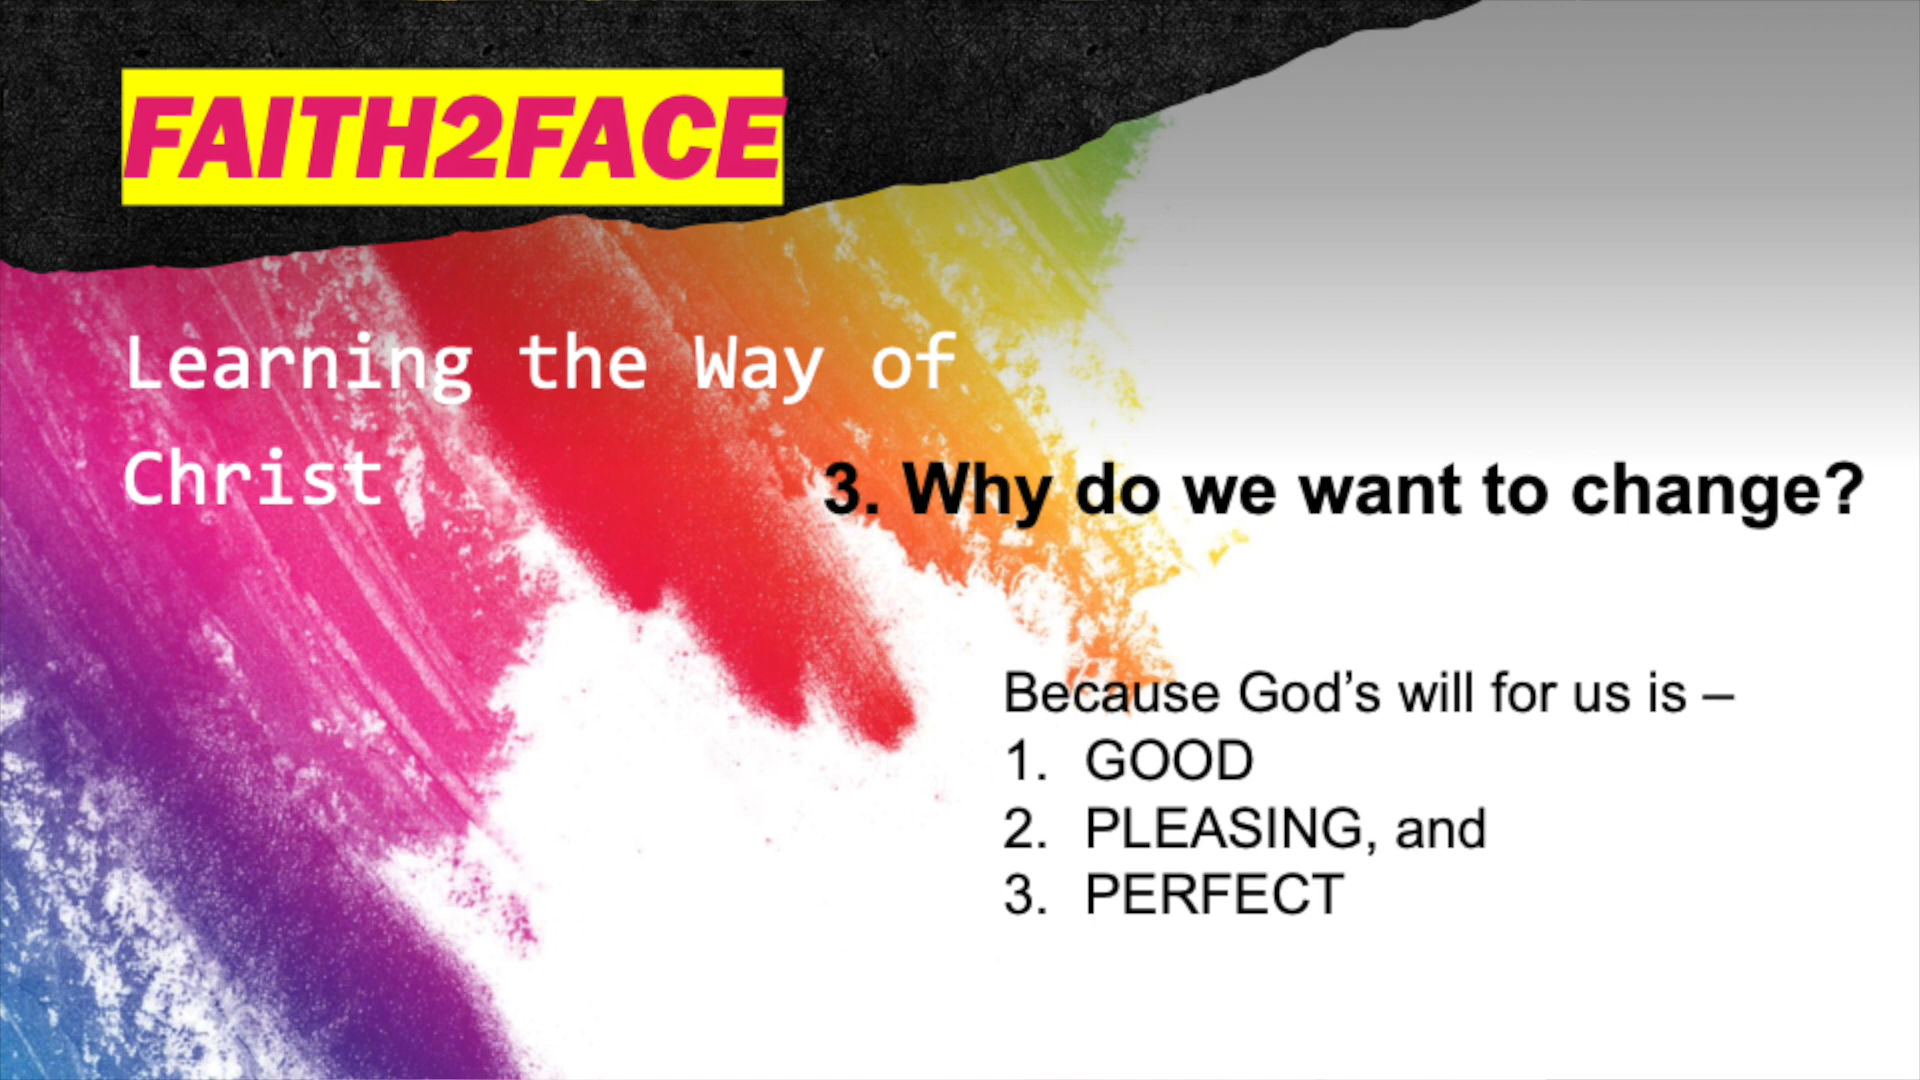 FAITH2FACE
Learning the Way of
Christ
3. Why do we want to change?
Because God’s will for us is –
1. GOOD
2. PLEASING, and
3. PERFECT